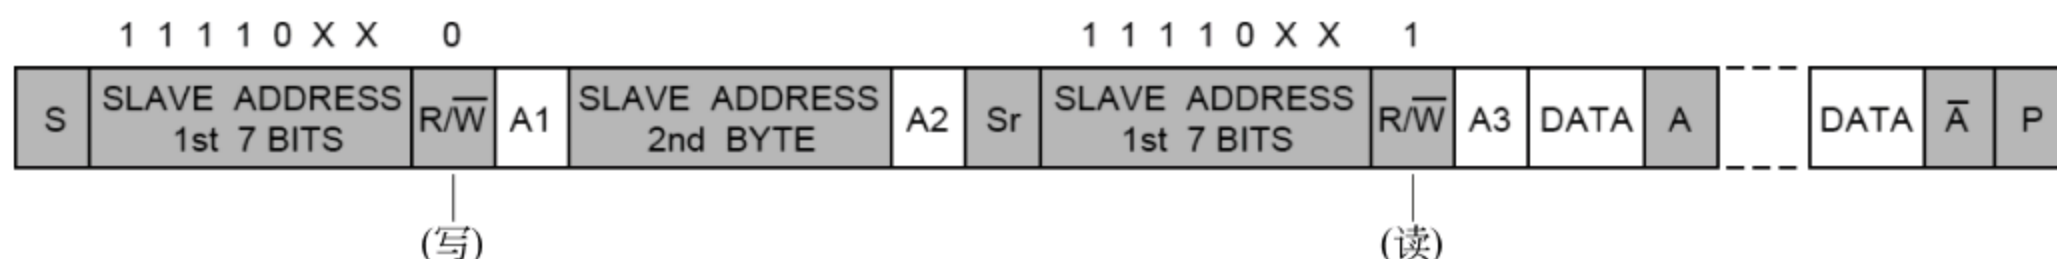 1 1 1 1 0 X X 0 1 1 1 1 0 X X 1
S SLAVE ADDRESS 1st 7 BITS R/W̅ A1 SLAVE ADDRESS 2nd BYTE A2 Sr SLAVE ADDRESS 1st 7 BITS R/W̅ A3 DATA A DATA A̅ P
(写) (读)